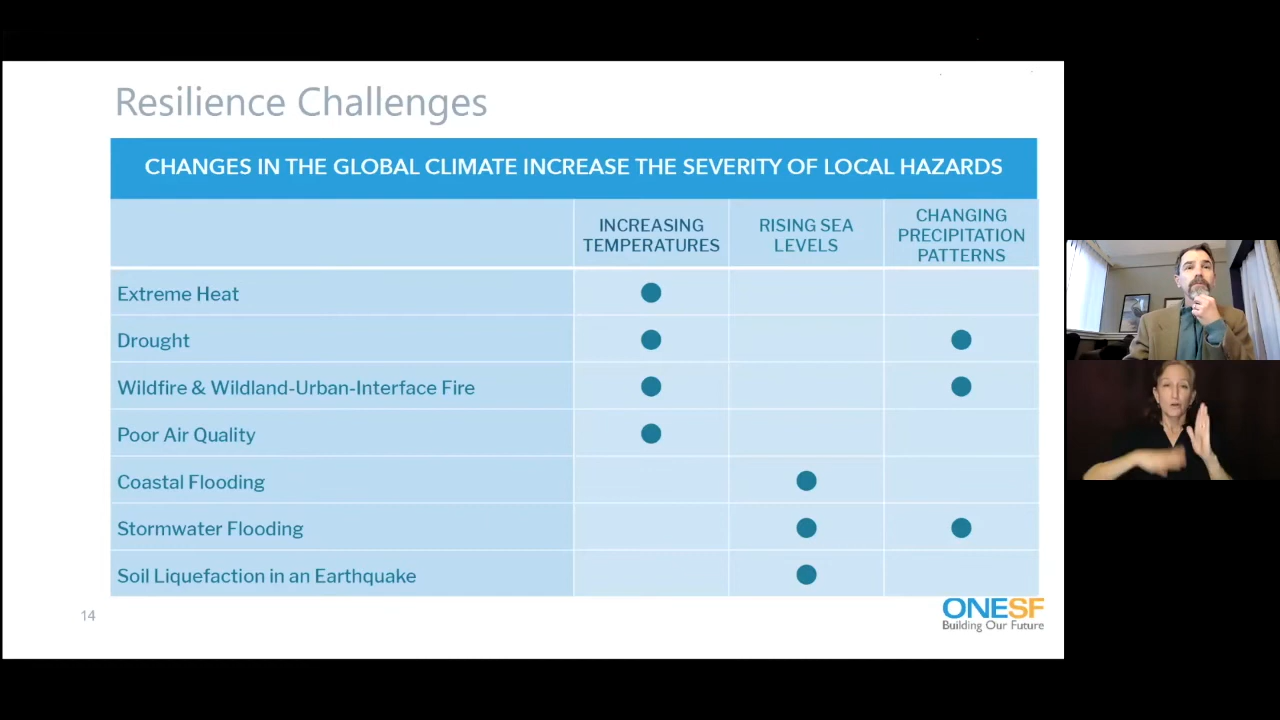 Resilience Challenges
CHANGES IN THE GLOBAL CLIMATE INCREASE THE SEVERITY OF LOCAL HAZARDS
INCREASING
TEMPERATURES
RISING SEA
LEVELS
CHANGING
PRECIPITATION
PATTERNS
Extreme Heat
Drought
Wildfire & Wildland-Urban-Interface Fire
Poor Air Quality
Coastal Flooding
Stormwater Flooding
Soil Liquefaction in an Earthquake
14
ONESF
Building Our Future